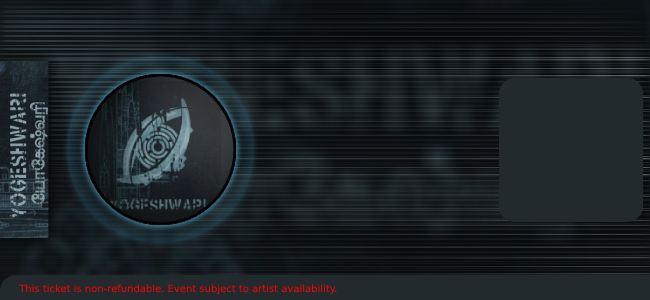 YOGESHWARI
யோகேஷ்வரி
YOGESHWARI
This ticket is non-refundable. Event subject to artist availability.